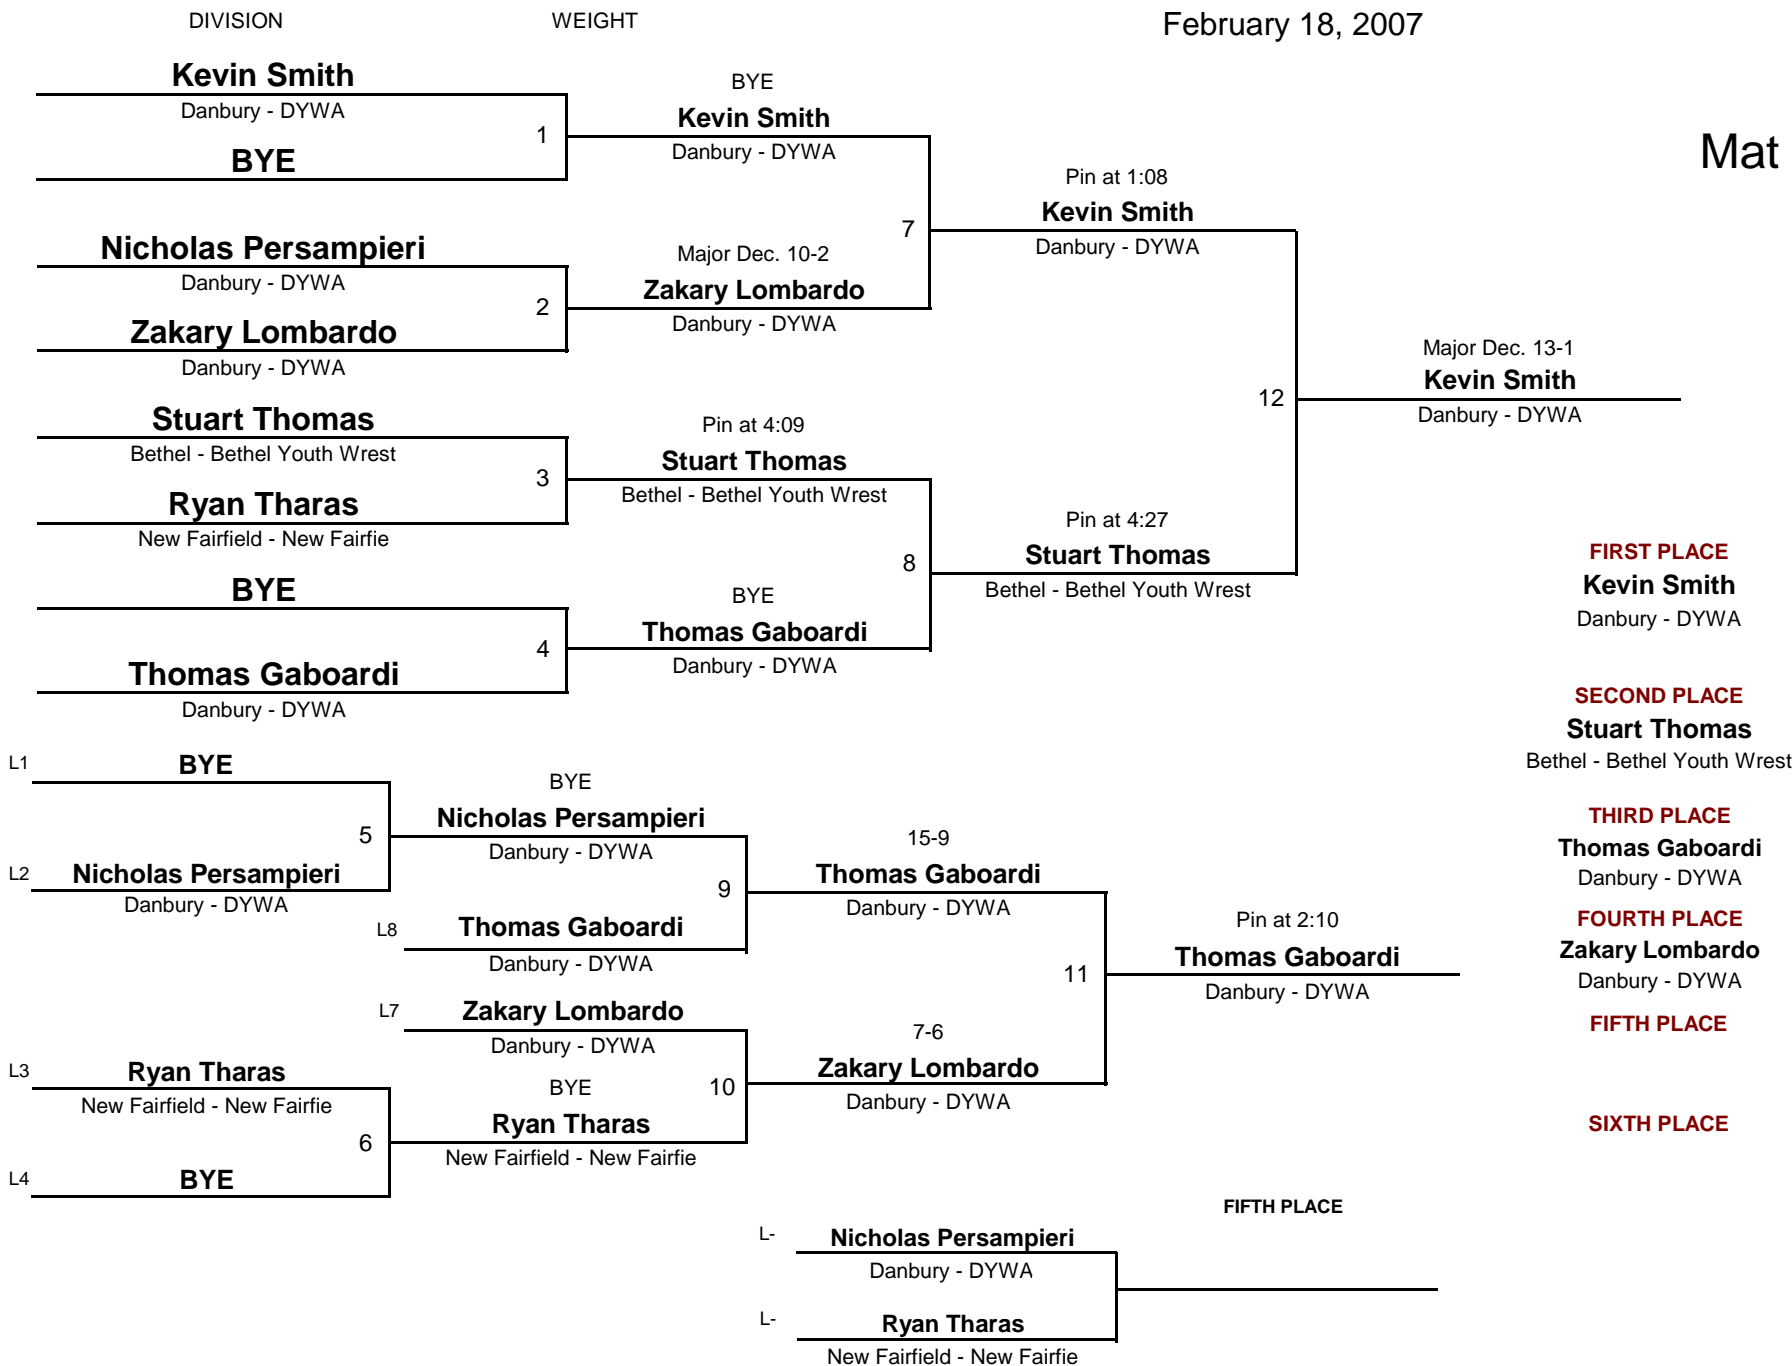 DIVISION
WEIGHT
February 18, 2007
Mat
Kevin Smith
Danbury - DYWA
1
BYE
BYE
Kevin Smith
Danbury - DYWA
Nicholas Persampieri
Danbury - DYWA
2
Zakary Lombardo
Danbury - DYWA
Major Dec. 10-2
Zakary Lombardo
Danbury - DYWA
7
Pin at 1:08
Kevin Smith
Danbury - DYWA
Stuart Thomas
Bethel - Bethel Youth Wrest
3
Ryan Tharas
New Fairfield - New Fairfie
Pin at 4:09
Stuart Thomas
Bethel - Bethel Youth Wrest
BYE
4
Thomas Gaboardi
Danbury - DYWA
BYE
Thomas Gaboardi
Danbury - DYWA
8
Pin at 4:27
Stuart Thomas
Bethel - Bethel Youth Wrest
12
Major Dec. 13-1
Kevin Smith
Danbury - DYWA
FIRST PLACE
Kevin Smith
Danbury - DYWA
SECOND PLACE
Stuart Thomas
Bethel - Bethel Youth Wrest
THIRD PLACE
Thomas Gaboardi
Danbury - DYWA
FOURTH PLACE
Zakary Lombardo
Danbury - DYWA
FIFTH PLACE
SIXTH PLACE
L1
BYE
5
L2
Nicholas Persampieri
Danbury - DYWA
BYE
Nicholas Persampieri
Danbury - DYWA
9
L8
Thomas Gaboardi
Danbury - DYWA
15-9
Thomas Gaboardi
Danbury - DYWA
L7
Zakary Lombardo
Danbury - DYWA
10
L3
Ryan Tharas
New Fairfield - New Fairfie
6
L4
BYE
BYE
Ryan Tharas
New Fairfield - New Fairfie
7-6
Zakary Lombardo
Danbury - DYWA
11
Pin at 2:10
Thomas Gaboardi
Danbury - DYWA
FIFTH PLACE
L-
Nicholas Persampieri
Danbury - DYWA
L-
Ryan Tharas
New Fairfield - New Fairfie